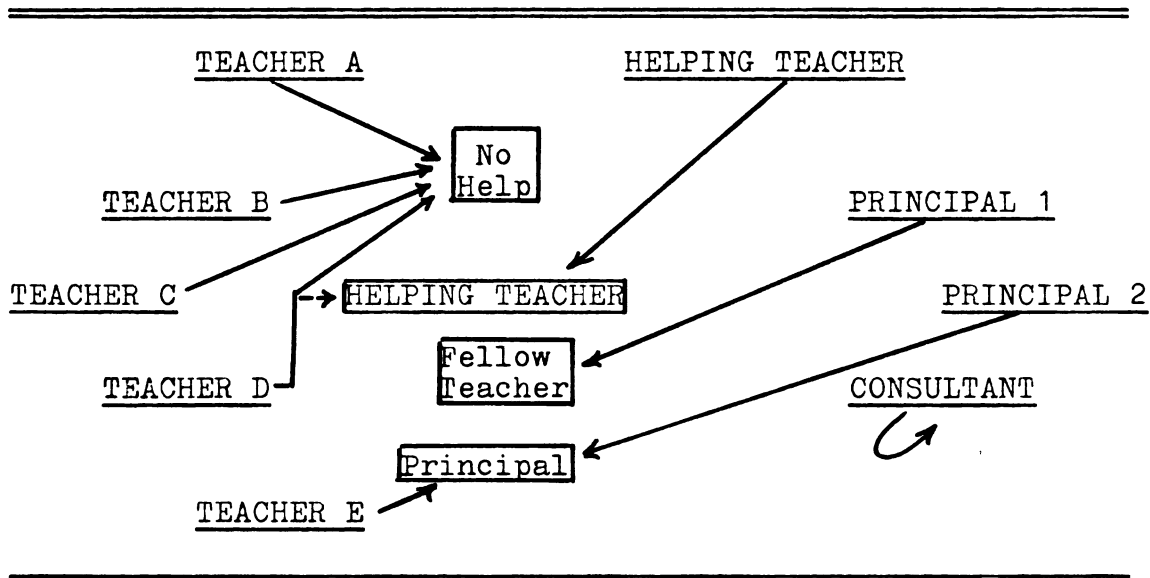 TEACHER A
HELPING TEACHER
No
Help
TEACHER B
PRINCIPAL 1
TEACHER C
HELPING TEACHER
PRINCIPAL 2
Fellow
Teacher
TEACHER D
CONSULTANT
Principal
TEACHER E